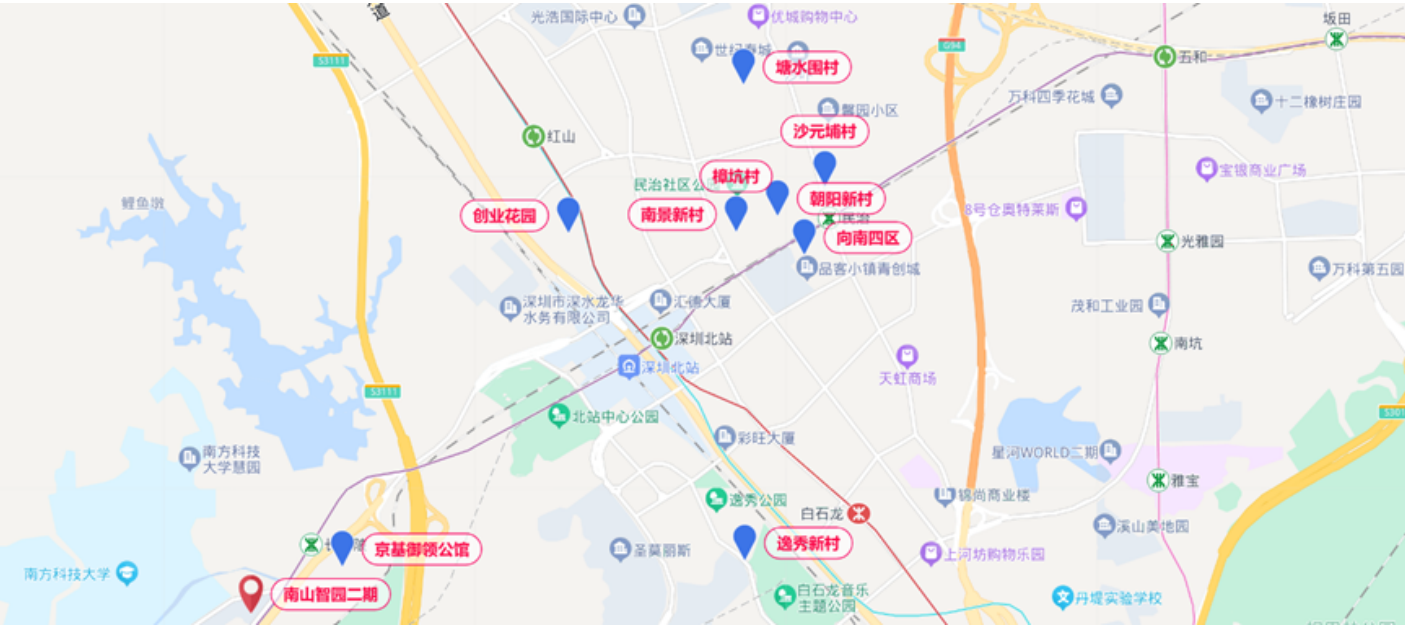 道
光浩国际中心
优城购物中心
坂田
S3111
世纪春城
G94
五和
塘水围村
万科四季花城
十二橡树庄园
馨园小区
沙元埔村
红山
宝银商业广场
民治社区公
樟坑村
鲤鱼墩
创业花园
南景新村
朝阳新村
民治
8号仓奥特莱斯
向南四区
光雅园
品客小镇青创城
万科第五园
深圳市深水龙华
水务有限公司
汇德大厦
茂和工业园
深圳北站
南坑
深圳北站
天虹商场
S3111
北站中心公园
S301
彩旺大厦
南方科技
大学慧园
星河WORLD二期
雅宝
逸秀公园
锦尚商业楼
白石龙
溪山美地园
长
陂
京基御领公馆
圣莫丽斯
逸秀新村
上河坊购物乐园
南方科技大学
南山智园二期
白石龙音乐
主题公园
丹堤实验学校